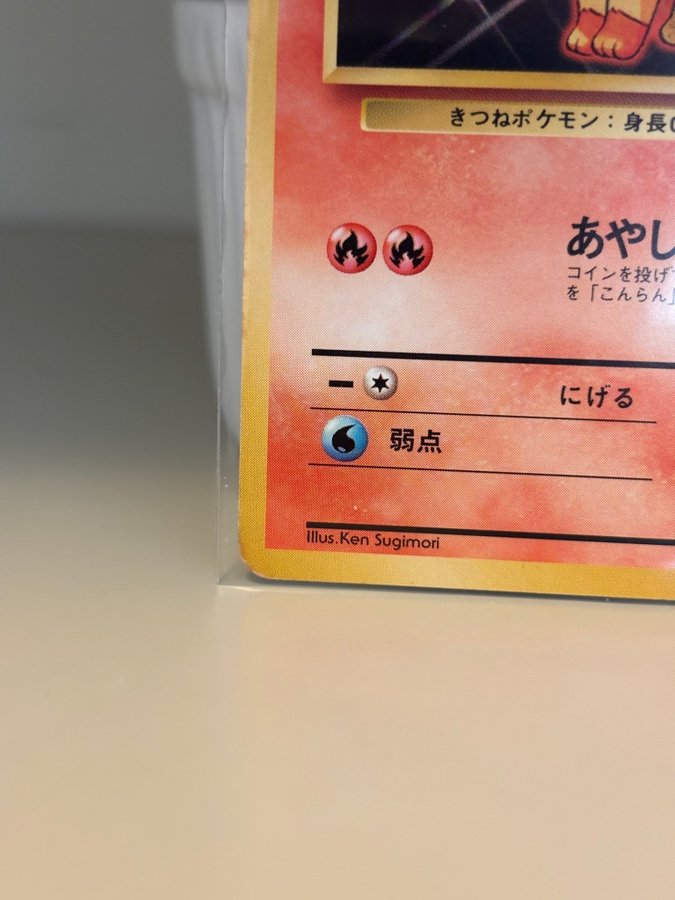 きつねポケモン：身長
あやし
コインを投げ
を「こんらん」
にげる
弱点
Illus.Ken Sugimori